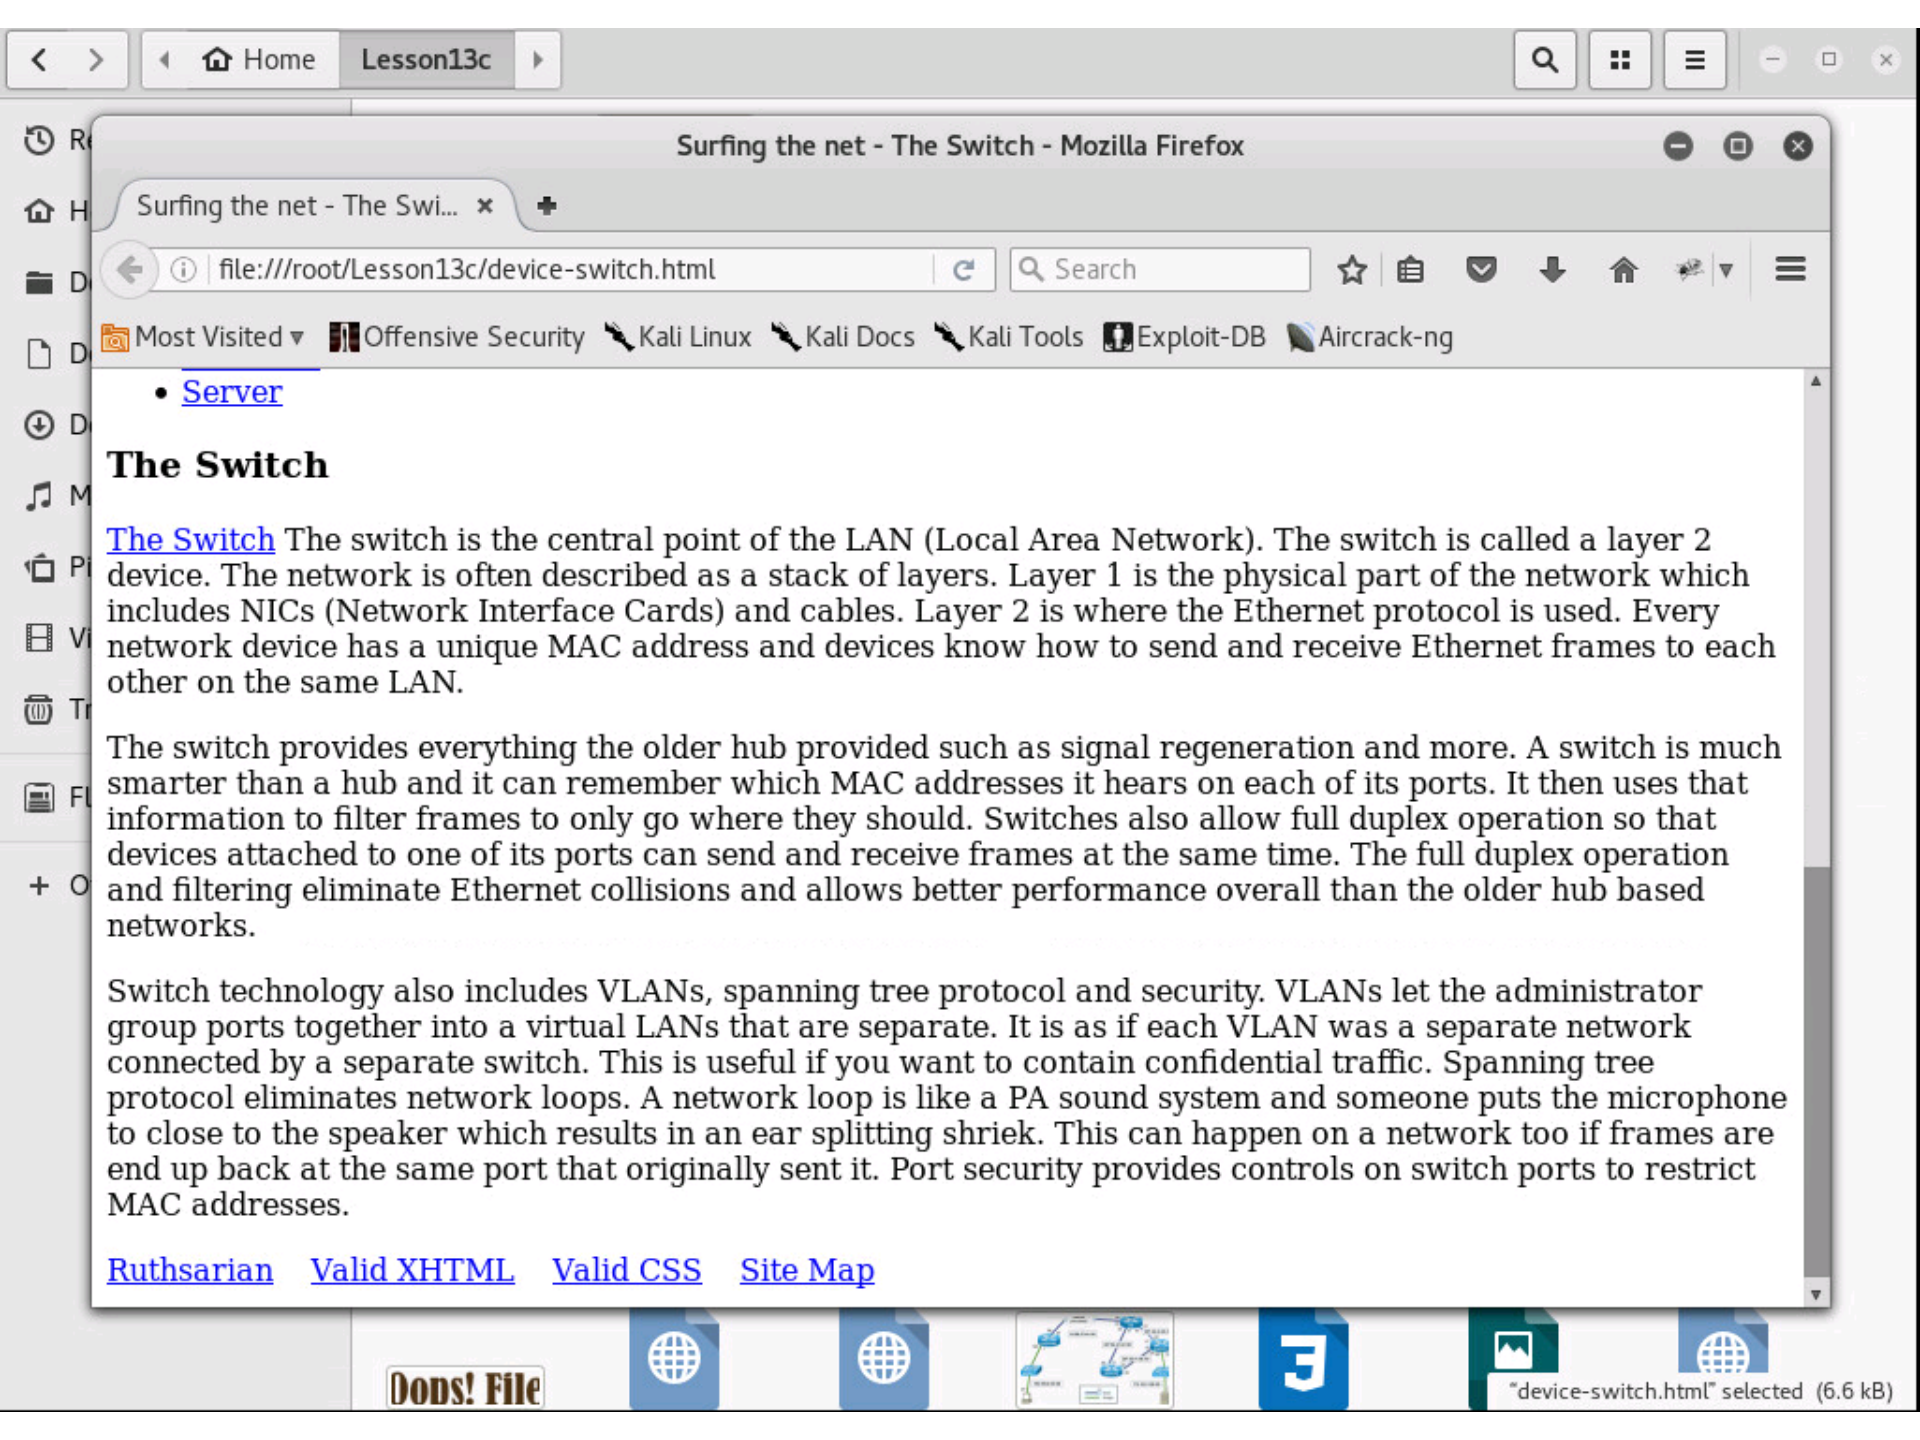 Home
Lesson13c
Surfing the net - The Switch - Mozilla Firefox
Surfing the net - The Swi...
file:///root/Lesson13c/device-switch.html
Search
Most Visited
Offensive Security
Kali Linux
Kali Docs
Kali Tools
Exploit-DB
Aircrack-ng
Server
The Switch
The Switch The switch is the central point of the LAN (Local Area Network). The switch is called a layer 2
device. The network is often described as a stack of layers. Layer 1 is the physical part of the network which
includes NICs (Network Interface Cards) and cables. Layer 2 is where the Ethernet protocol is used. Every
network device has a unique MAC address and devices know how to send and receive Ethernet frames to each
other on the same LAN.
The switch provides everything the older hub provided such as signal regeneration and more. A switch is much
smarter than a hub and it can remember which MAC addresses it hears on each of its ports. It then uses that
information to filter frames to only go where they should. Switches also allow full duplex operation so that
devices attached to one of its ports can send and receive frames at the same time. The full duplex operation
and filtering eliminate Ethernet collisions and allows better performance overall than the older hub based
networks.
Switch technology also includes VLANs, spanning tree protocol and security. VLANs let the administrator
group ports together into a virtual LANs that are separate. It is as if each VLAN was a separate network
connected by a separate switch. This is useful if you want to contain confidential traffic. Spanning tree
protocol eliminates network loops. A network loop is like a PA sound system and someone puts the microphone
to close to the speaker which results in an ear splitting shriek. This can happen on a network too if frames are
end up back at the same port that originally sent it. Port security provides controls on switch ports to restrict
MAC addresses.
Ruthsarian Valid XHTML Valid CSS Site Map
Oops! File
"device-switch.html" selected (6.6 kB)